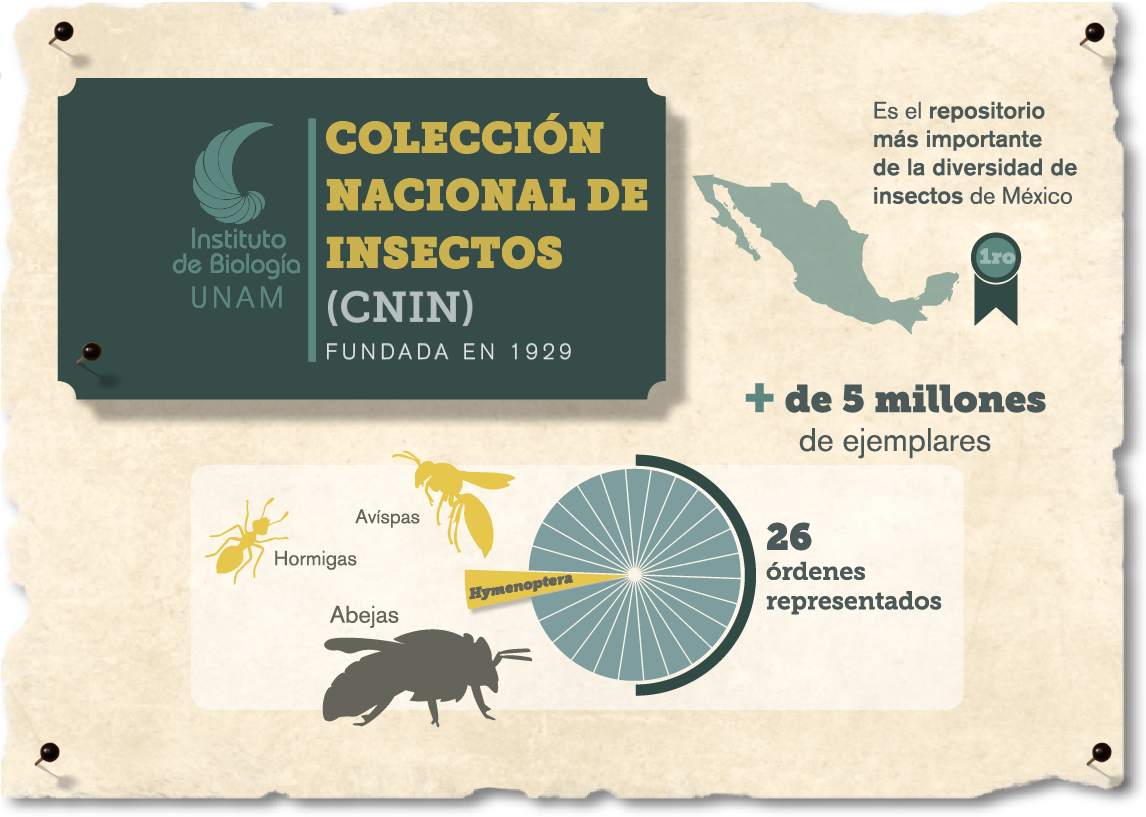 Instituto
de Biología
UNAM
COLECCIÓN
NACIONAL DE
INSECTOS
(CNIN)
FUNDADA EN 1929
Es el repositorio
más importante
de la diversidad de
insectos de México
1ro
+ de 5 millones
de ejemplares
Avíspas
Hormigas
Hymenoptera
Abejas
26
órdenes
representados